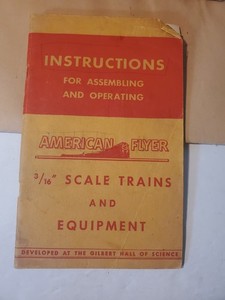 INSTRUCTIONS
FOR ASSEMBLING
AND OPERATING
AMERICAN FLYER
3/16" SCALE TRAINS
AND
EQUIPMENT
DEVELOPED AT THE GILBERT HALL OF SCIENCE